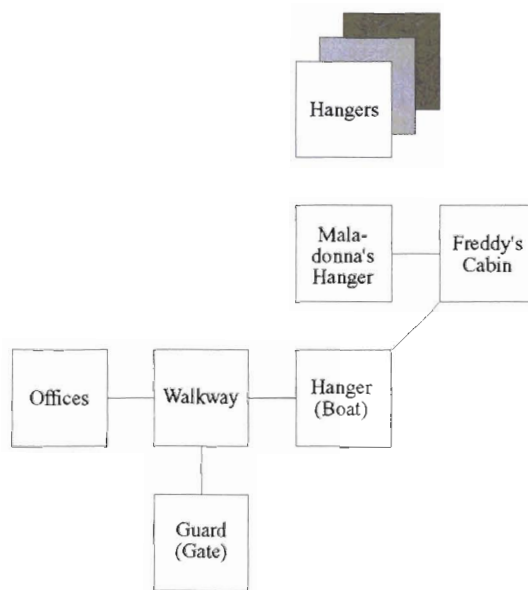 Hangers
Mala-
donna's
Hanger
Freddy's
Cabin
Offices
Walkway
Hanger
(Boat)
Guard
(Gate)